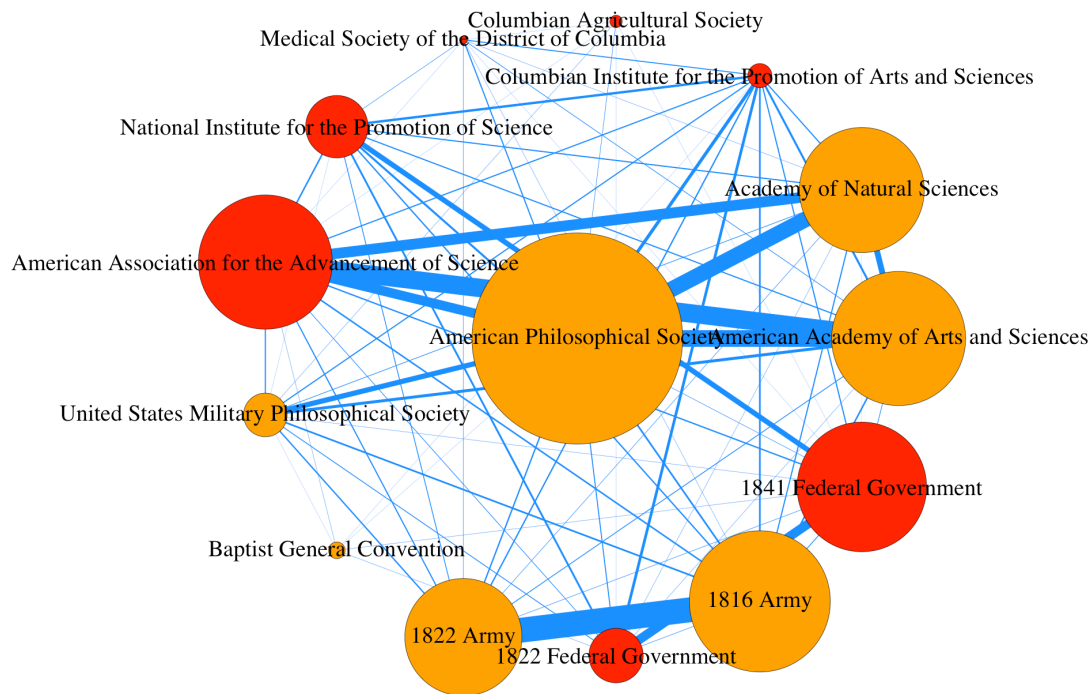 Columbian Agricultural Society
Medical Society of the District of Columbia
Columbian Institute for the Promotion of Arts and Sciences
National Institute for the Promotion of Science
Academy of Natural Sciences
American Association for the Advancement of Science
American Philosophical Society
American Academy of Arts and Sciences
United States Military Philosophical Society
1841 Federal Government
Baptist General Convention
1816 Army
1822 Army
1822 Federal Government